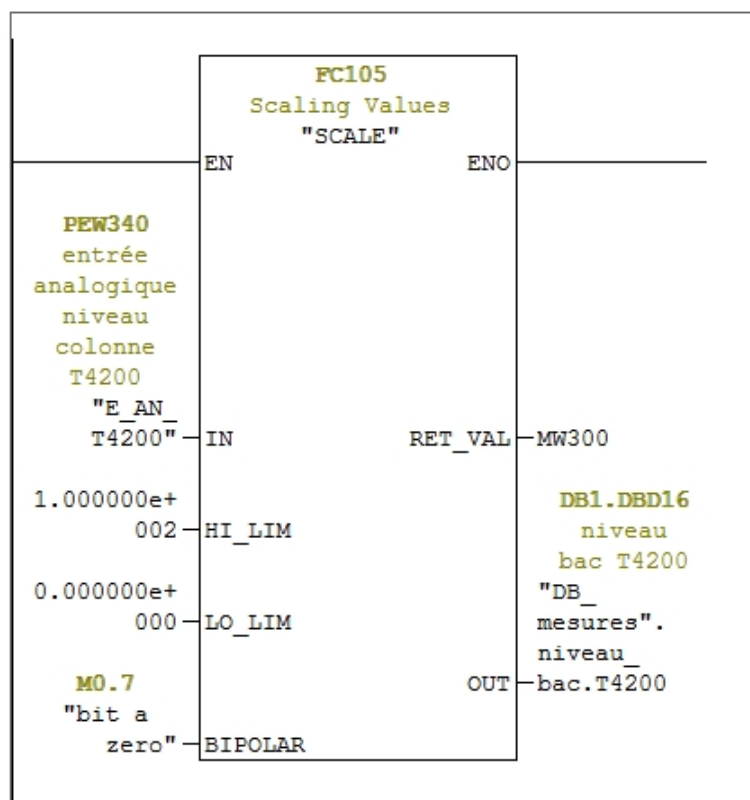 FC105
Scaling Values
"SCALE"
EN
ENO
PEW340
entrée
analogique
niveau
colonne
T4200
"E_AN_
T4200"
IN
RET_VAL
MW300
1.000000e+
002
HI_LIM
DB1.DBD16
niveau
bac T4200
"DB_
mesures".
niveau_
bac.T4200
OUT
0.000000e+
000
LO_LIM
M0.7
"bit a
zero"
BIPOLAR